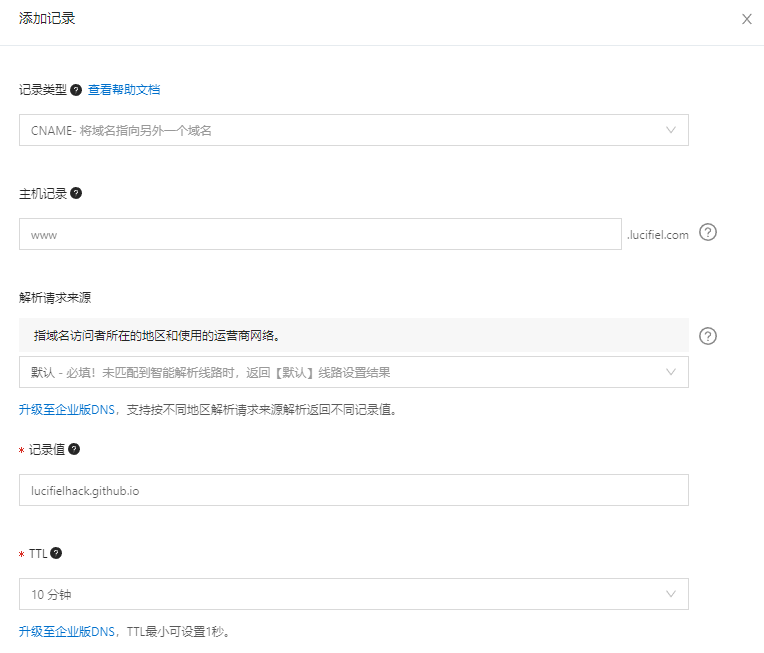 添加记录
记录类型 查看帮助文档
CNAME- 将域名指向另外一个域名
主机记录
www .lucifiel.com
解析请求来源
指域名访问者所在的地区和使用的运营商网络。
默认 - 必填！未匹配到智能解析线路时，返回【默认】线路设置结果
升级至企业版DNS，支持按不同地区解析请求来源解析返回不同记录值。
* 记录值
lucifielhack.github.io
* TTL
10 分钟
升级至企业版DNS，TTL最小可设置1秒。